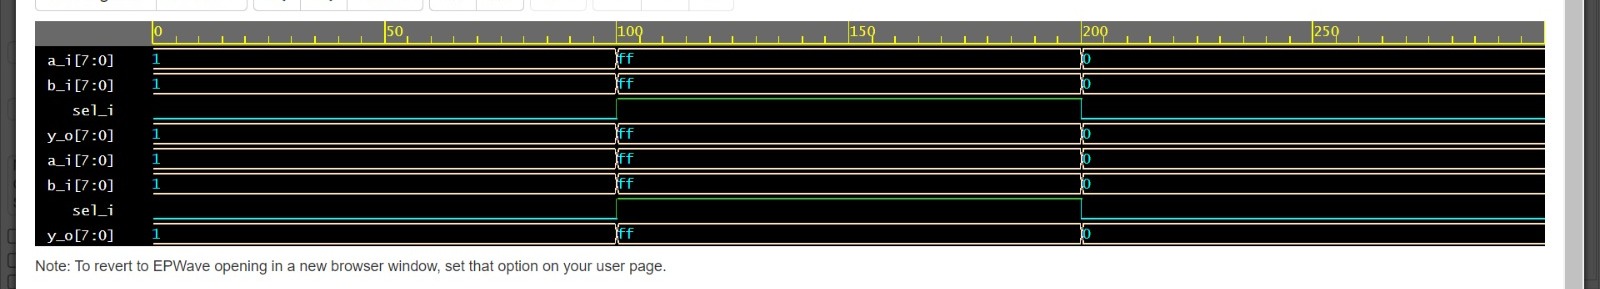 0 50 100 150 200 250
a_i[7:0] 1 ff 0
b_i[7:0] 1 ff 0
sel_i
y_o[7:0] 1 ff 0
a_i[7:0] 1 ff 0
b_i[7:0] 1 ff 0
sel_i
y_o[7:0] 1 ff 0
Note: To revert to EPWave opening in a new browser window, set that option on your user page.